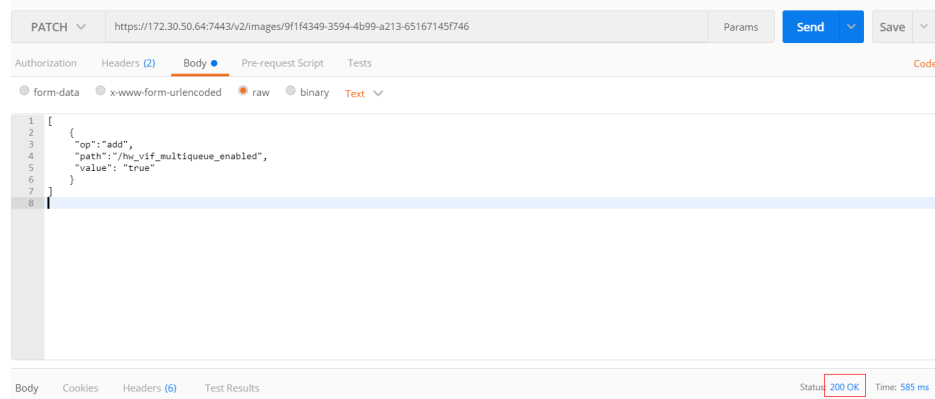 PATCH https://172.30.50.64:7443/v2/images/9f1f4349-3594-4b99-a213-65167145f746 Params Send Save
Authorization Headers (2) Body Pre-request Script Tests Code
form-data x-www-form-urlencoded raw binary Text
1 [
2 {
3 "op":"add",
4 "path":"/hw_vif_multiqueue_enabled",
5 "value": "true"
6 }
7 ]
8
Body Cookies Headers (6) Test Results Status: 200 OK Time: 585 ms